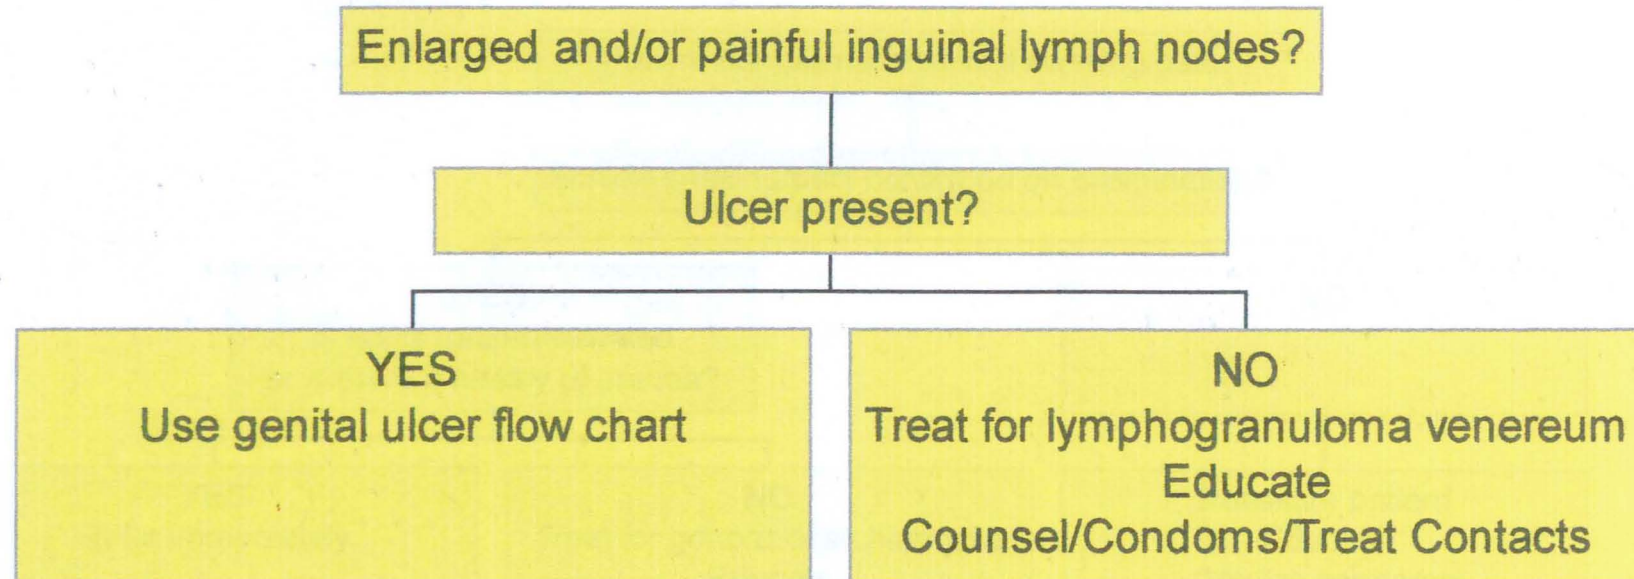 Enlarged and/or painful inguinal lymph nodes?
Ulcer present?
YES
Use genital ulcer flow chart
NO
Treat for lymphogranuloma venereum
Educate
Counsel/Condoms/Treat Contacts